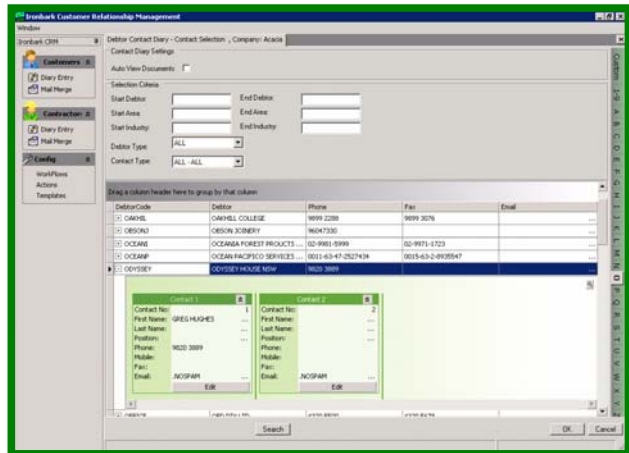 Ironbark Customer Relationship Management
Window
Ironbark CRM
Debtor Contact Diary - Contact Selection , Company: Acacia
Contact Diary Settings
Auto View Documents
Customers
Diary Entry
Mail Merge
Contractors
Diary Entry
Mail Merge
Config
Workflows
Actions
Templates
Selection Criteria
Start Debtor End Debtor
Start Area End Area
Start Industry End Industry
Debtor Type ALL
Contact Type ALL - ALL
Drag a column header here to group by that column
DebtorCode Debtor Phone Fax Email
OAKHIL OAKHILL COLLEGE 9899 2288 9899 3076 ...
OBSONJ OBSON JOINERY 96047330 ...
OCEANI OCEANIA FOREST PROUCTS ... 02-9981-5999 02-9971-1723 ...
OCEANP OCEAN PACIFICO SERVICES ... 0011-63-47-2527434 0015-63-2-8935547 ...
ODYSSEY ODYSSEY HOUSE NSW 9820 3889 ...
Contact 1 Contact 2
Contact No: 1 Contact No: 2
First Name: GREG HUGHES ... First Name: ...
Last Name: ... Last Name: ...
Position: ... Position: ...
Phone: 9820 3889 Phone:
Mobile: Mobile:
Fax: Fax:
Email: .NOSPAM ... Email: .NOSPAM ...
Edit Edit
Search OK Cancel
Custom 1-9 A B C D E F G H I J K L M N O P Q R S T U V W X Y Z